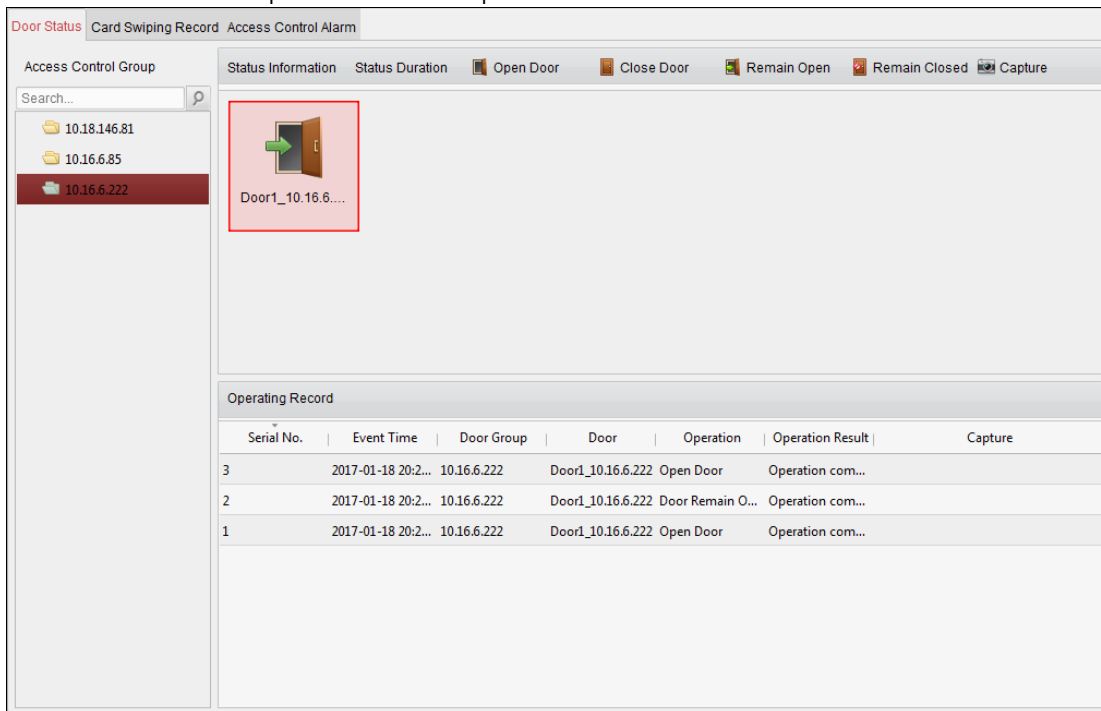 Door Status Card Swiping Record Access Control Alarm
Access Control Group
Status Information Status Duration Open Door Close Door Remain Open Remain Closed Capture
Search...
10.18.146.81
10.16.6.85
10.16.6.222
Door1_10.16.6....
Operating Record
Serial No. Event Time Door Group Door Operation Operation Result Capture
3 2017-01-18 20:2... 10.16.6.222 Door1_10.16.6.222 Open Door Operation com...
2 2017-01-18 20:2... 10.16.6.222 Door1_10.16.6.222 Door Remain O... Operation com...
1 2017-01-18 20:2... 10.16.6.222 Door1_10.16.6.222 Open Door Operation com...